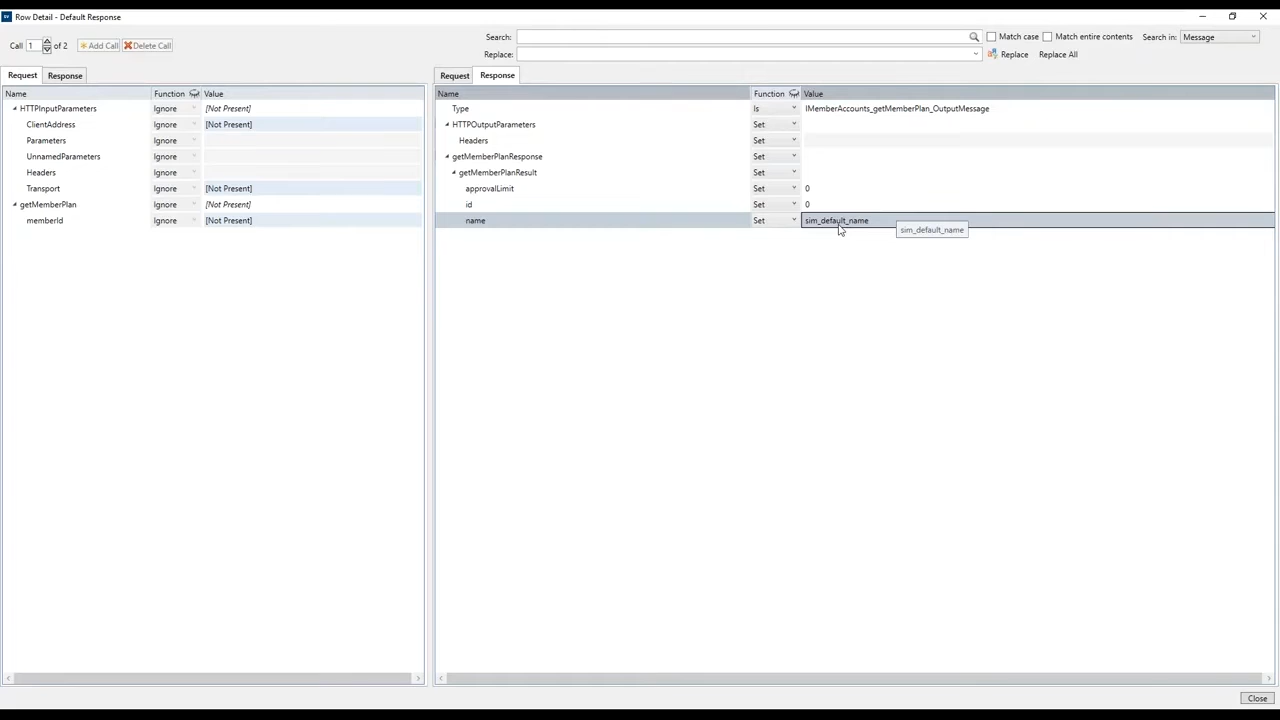 SV Row Detail - Default Response
Call 1 of 2 Add Call Delete Call
Search: Match case Match entire contents Search in: Message
Replace: Replace Replace All
Request Response
Name Function Value
HTTPInputParameters Ignore [Not Present]
ClientAddress Ignore [Not Present]
Parameters Ignore
UnnamedParameters Ignore
Headers Ignore
Transport Ignore [Not Present]
getMemberPlan Ignore [Not Present]
memberId Ignore [Not Present]
Request Response
Name Function Value
Type Is IMemberAccounts_getMemberPlan_OutputMessage
HTTPOutputParameters Set
Headers Set
getMemberPlanResponse Set
getMemberPlanResult Set
approvalLimit Set 0
id Set 0
name Set sim_default_name
sim_default_name
Close